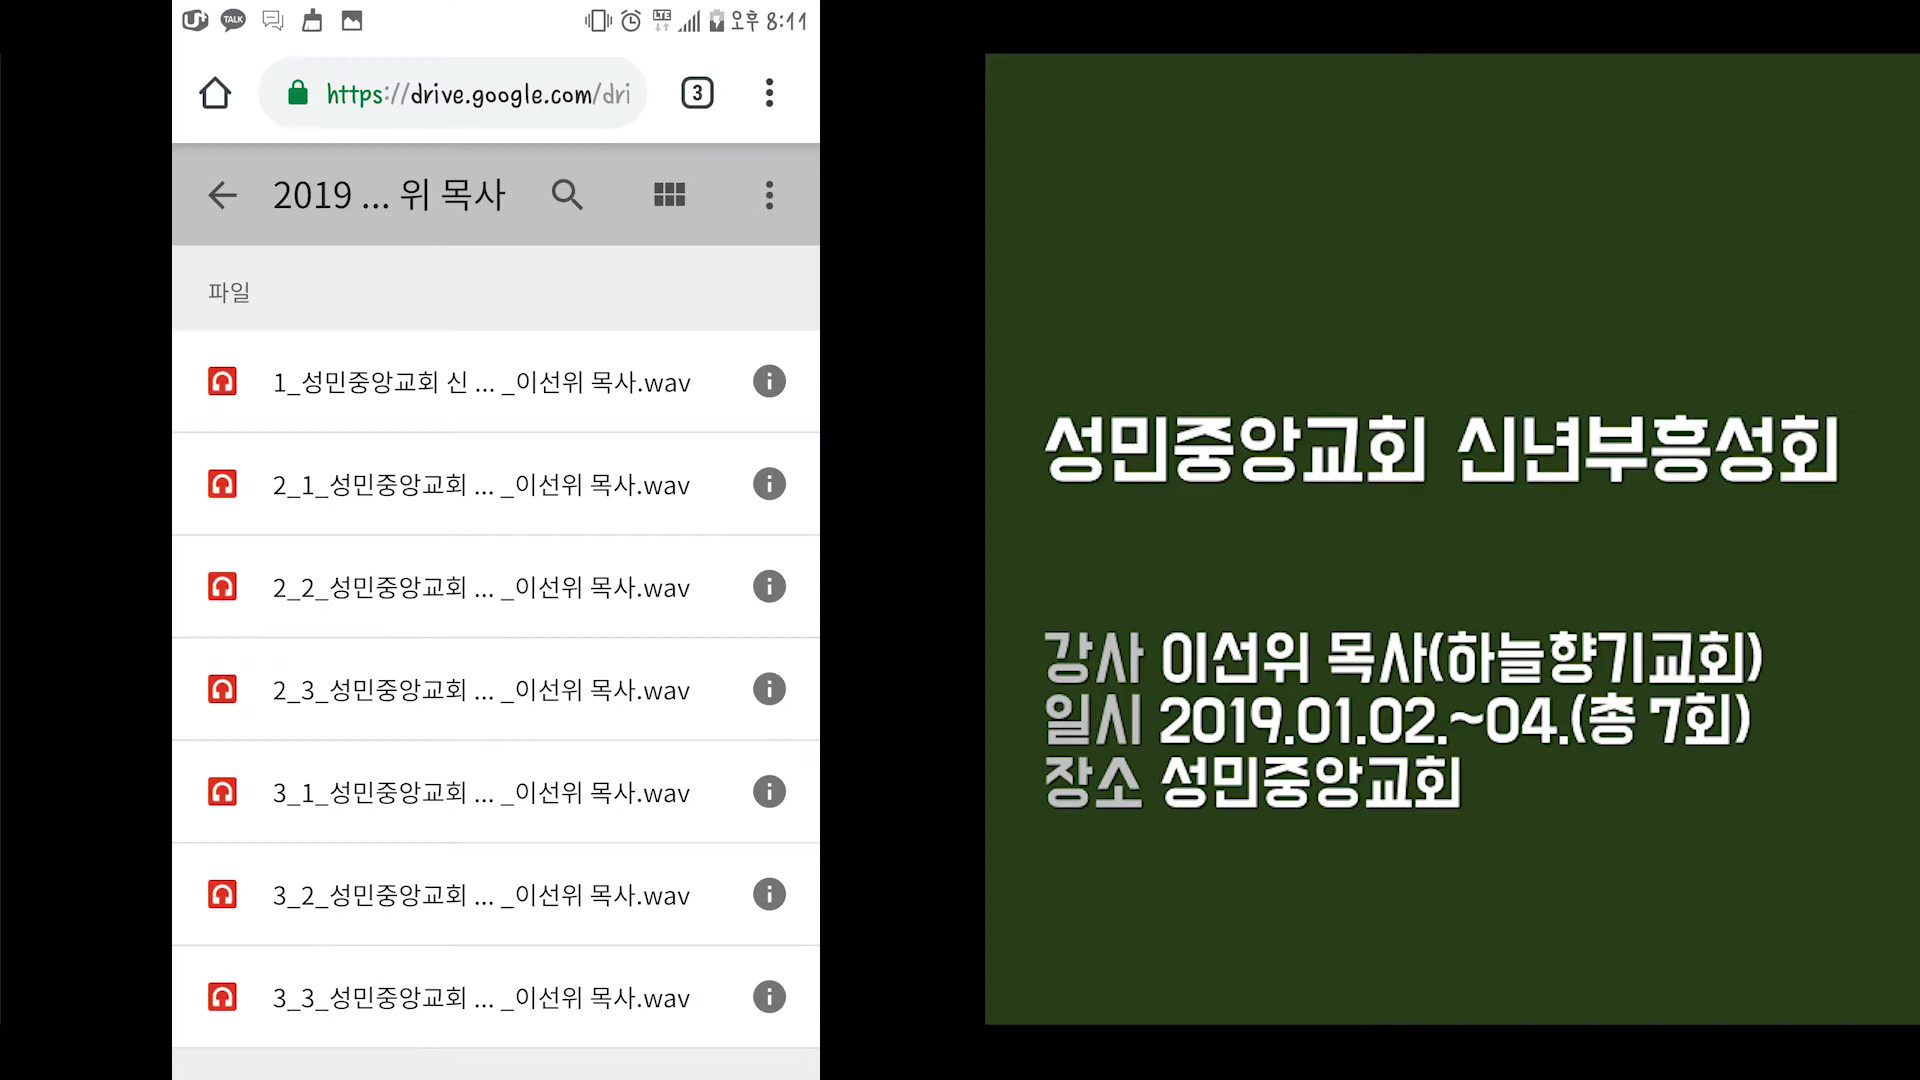 TALK
LTE
오후 8:11
https://drive.google.com/dri
3
2019 ... 위 목사
파일
1_성민중앙교회 신 ... _이선위 목사.wav
2_1_성민중앙교회 ... _이선위 목사.wav
2_2_성민중앙교회 ... _이선위 목사.wav
2_3_성민중앙교회 ... _이선위 목사.wav
3_1_성민중앙교회 ... _이선위 목사.wav
3_2_성민중앙교회 ... _이선위 목사.wav
3_3_성민중앙교회 ... _이선위 목사.wav
성민중앙교회 신년부흥성회
강사 이선위 목사(하늘향기교회)
일시 2019.01.02.~04.(총 7회)
장소 성민중앙교회